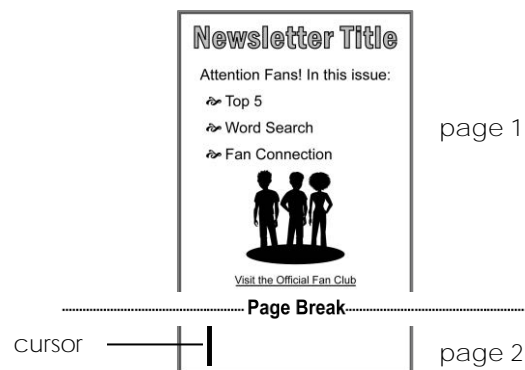 Newsletter Title
Attention Fans! In this issue:
Top 5
Word Search
Fan Connection
page 1
Visit the Official Fan Club
Page Break
cursor
page 2